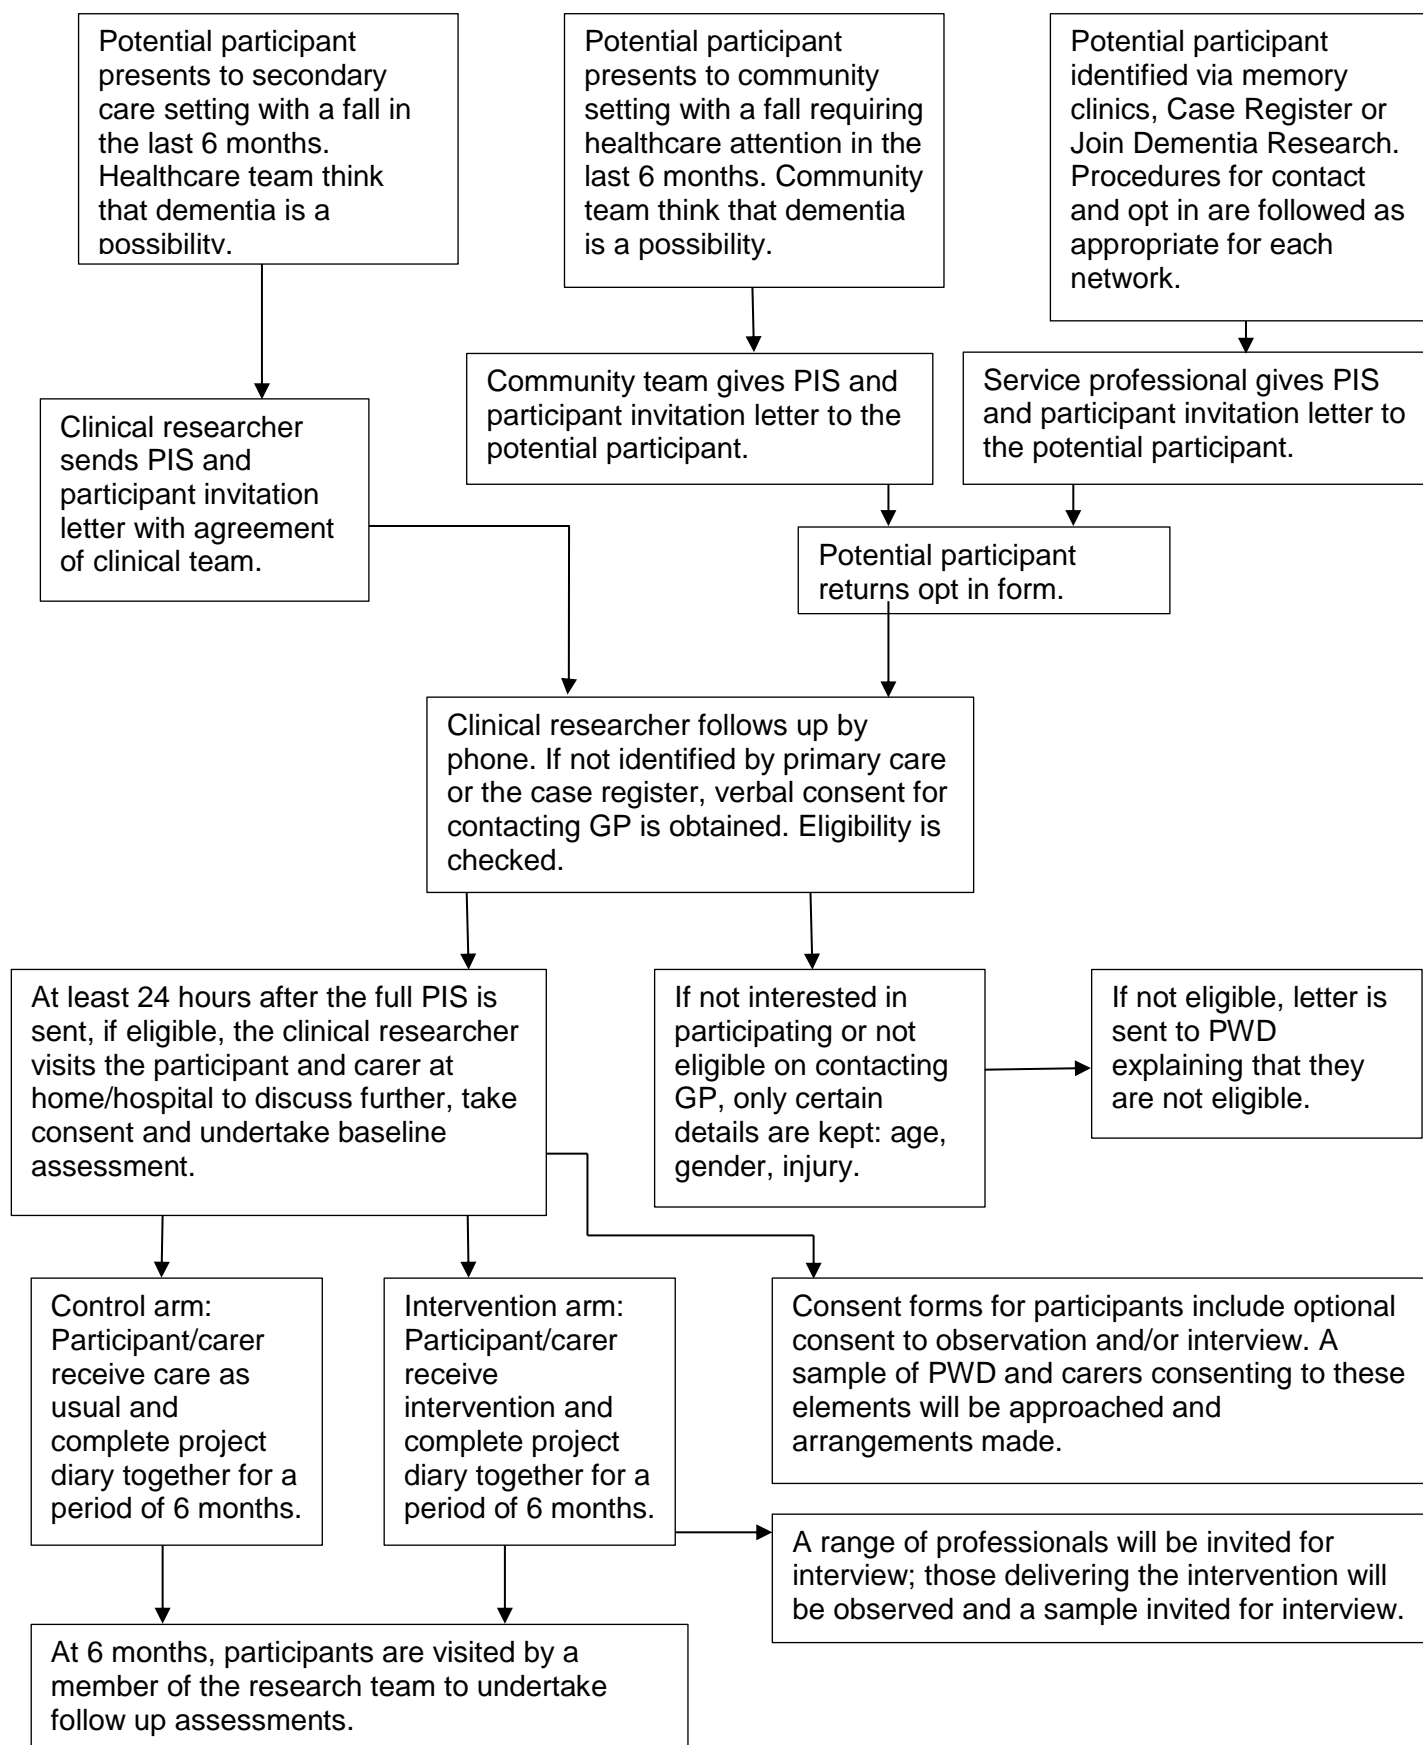 Potential participant
presents to secondary
care setting with a fall in
the last 6 months.
Healthcare team think
that dementia is a
possibility.
Potential participant
presents to community
setting with a fall requiring
healthcare attention in the
last 6 months. Community
team think that dementia
is a possibility.
Potential participant
identified via memory
clinics, Case Register or
Join Dementia Research.
Procedures for contact
and opt in are followed as
appropriate for each
network.
Clinical researcher
sends PIS and
participant invitation
letter with agreement
of clinical team.
Community team gives PIS and
participant invitation letter to the
potential participant.
Service professional gives PIS
and participant invitation letter to
the potential participant.
Potential participant
returns opt in form.
Clinical researcher follows up by
phone. If not identified by primary care
or the case register, verbal consent for
contacting GP is obtained. Eligibility is
checked.
At least 24 hours after the full PIS is
sent, if eligible, the clinical researcher
visits the participant and carer at
home/hospital to discuss further, take
consent and undertake baseline
assessment.
If not interested in
participating or not
eligible on contacting
GP, only certain
details are kept: age,
gender, injury.
If not eligible, letter is
sent to PWD
explaining that they
are not eligible.
Control arm:
Participant/carer
receive care as
usual and
complete project
diary together for a
period of 6 months.
Intervention arm:
Participant/carer
receive
intervention and
complete project
diary together for a
period of 6 months.
Consent forms for participants include optional
consent to observation and/or interview. A
sample of PWD and carers consenting to these
elements will be approached and
arrangements made.
A range of professionals will be invited for
interview; those delivering the intervention will
be observed and a sample invited for interview.
At 6 months, participants are visited by a
member of the research team to undertake
follow up assessments.